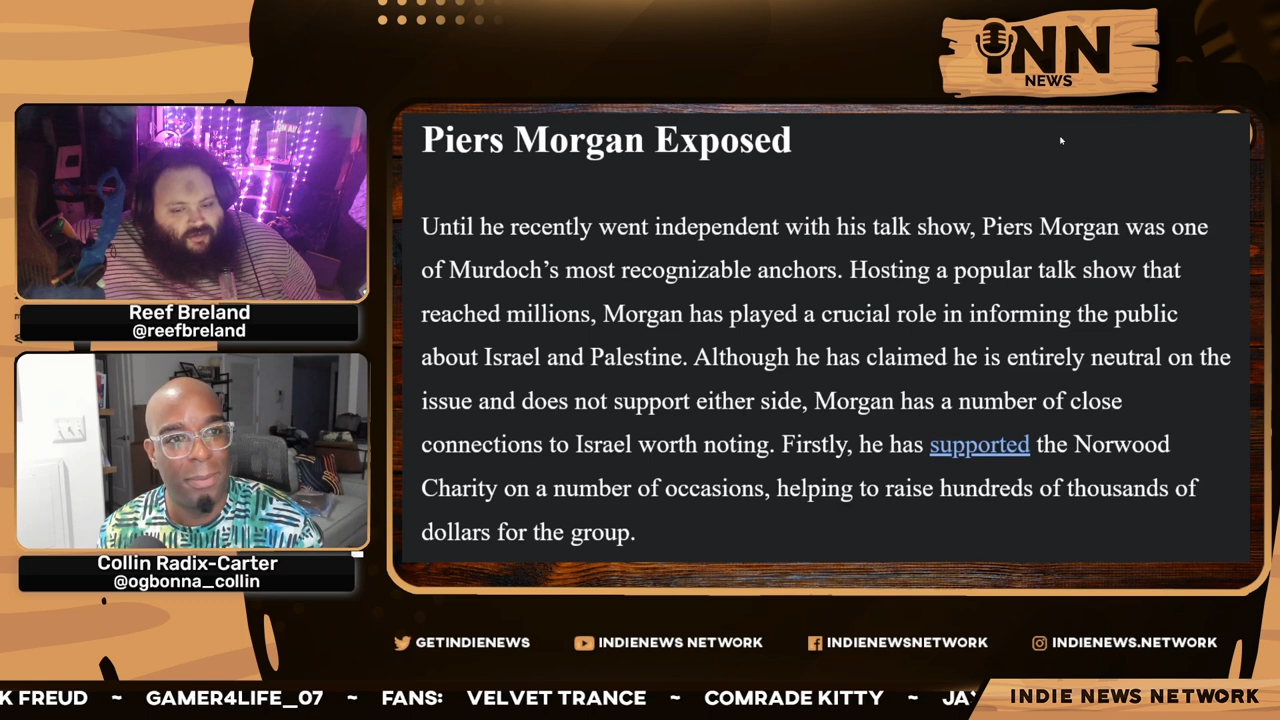 INN
NEWS
Piers Morgan Exposed
Until he recently went independent with his talk show, Piers Morgan was one
of Murdoch’s most recognizable anchors. Hosting a popular talk show that
reached millions, Morgan has played a crucial role in informing the public
about Israel and Palestine. Although he has claimed he is entirely neutral on the
issue and does not support either side, Morgan has a number of close
connections to Israel worth noting. Firstly, he has supported the Norwood
Charity on a number of occasions, helping to raise hundreds of thousands of
dollars for the group.
Reef Breland
@reefbreland
Collin Radix-Carter
@ogbonna_collin
GETINDIENEWS
INDIENEWS NETWORK
INDIENEWSNETWORK
INDIENEWS.NETWORK
K FREUD ~ GAMER4LIFE_07 ~ FANS: VELVET TRANCE ~ COMRADE KITTY ~ JA
INDIE NEWS NETWORK